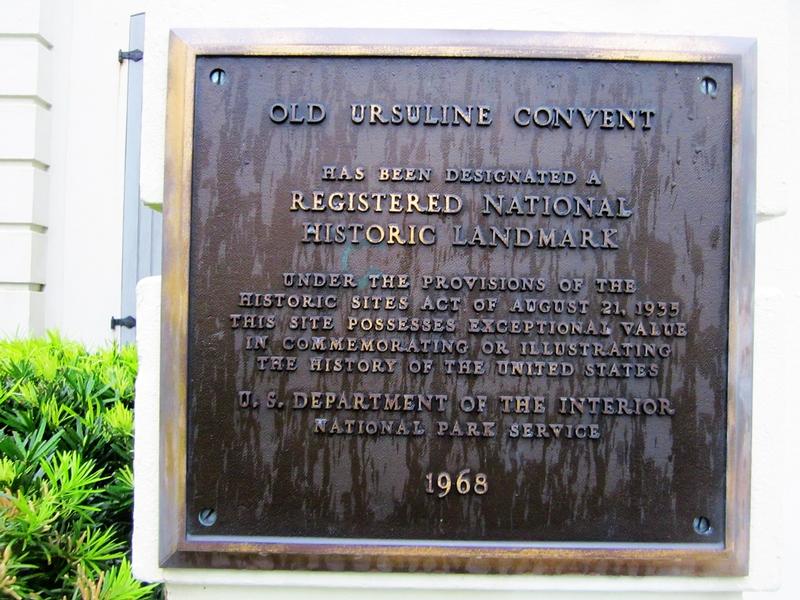 OLD URSULINE CONVENT
HAS BEEN DESIGNATED A
REGISTERED NATIONAL
HISTORIC LANDMARK
UNDER THE PROVISIONS OF THE
HISTORIC SITES ACT OF AUGUST 21, 1935
THIS SITE POSSESSES EXCEPTIONAL VALUE
IN COMMEMORATING OR ILLUSTRATING
THE HISTORY OF THE UNITED STATES
U. S. DEPARTMENT OF THE INTERIOR
NATIONAL PARK SERVICE
1968